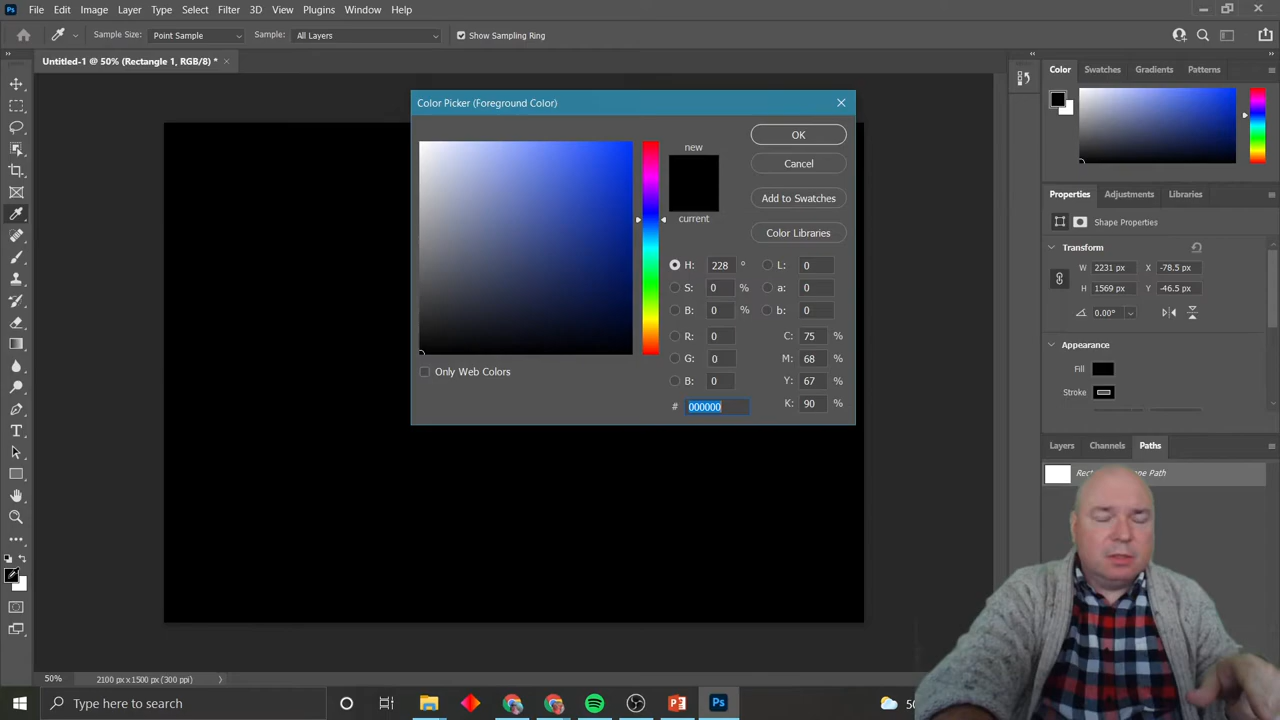 Ps File Edit Image Layer Type Select Filter 3D View Plugins Window Help
Sample Size: Point Sample Sample: All Layers Show Sampling Ring
Untitled-1 @ 50% (Rectangle 1, RGB/8) *
Color Swatches Gradients Patterns
Color Picker (Foreground Color)
new
current
OK
Cancel
Add to Swatches
Color Libraries
H: 228 ° L: 0
S: 0 % a: 0
B: 0 % b: 0
R: 0 C: 75 %
G: 0 M: 68 %
B: 0 Y: 67 %
# 000000 K: 90 %
Only Web Colors
Properties Adjustments Libraries
Shape Properties
Transform
W 2231 px X -78.5 px
H 1569 px Y -46.5 px
0.00°
Appearance
Fill
Stroke
Layers Channels Paths
50% 2100 px x 1500 px (300 ppi)
Type here to search
Ps